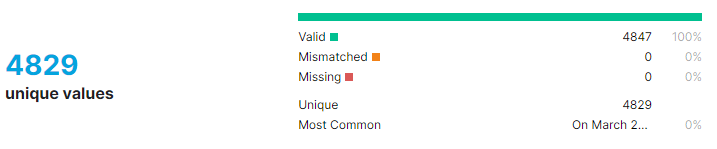 4829
unique values
Valid 4847 100%
Mismatched 0 0%
Missing 0 0%
Unique 4829
Most Common On March 2... 0%